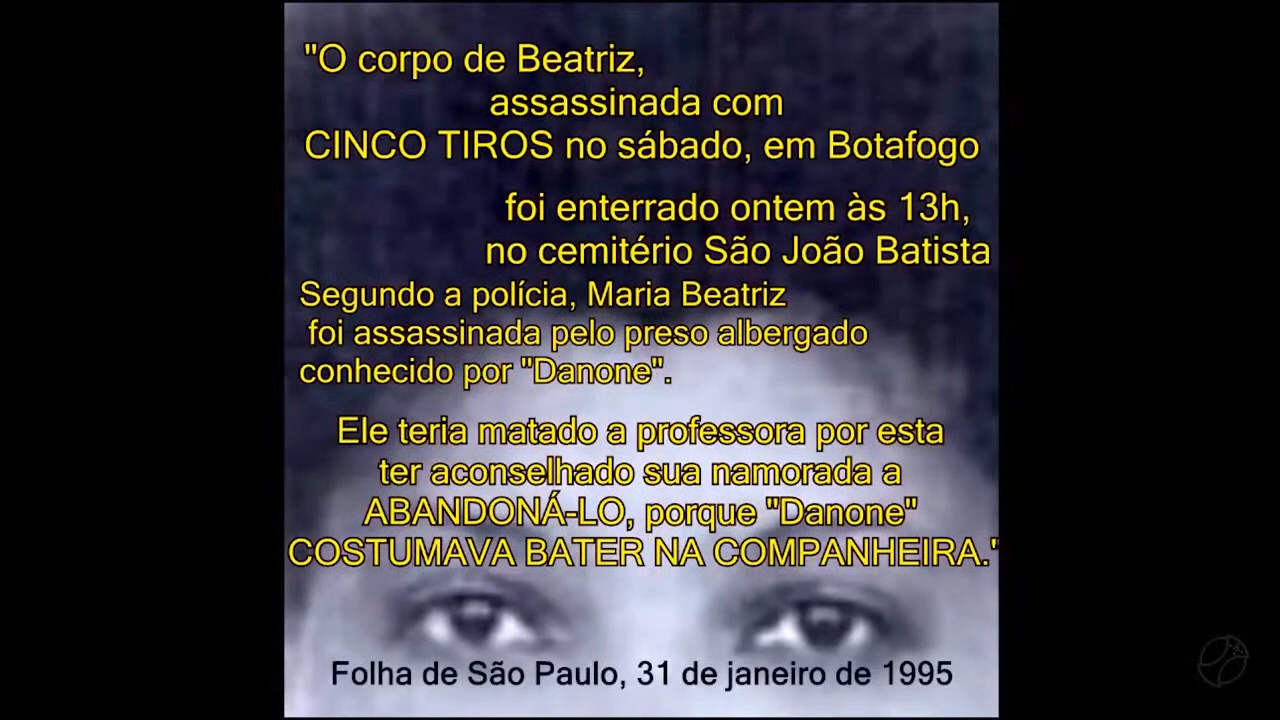 "O corpo de Beatriz,
assassinada com
CINCO TIROS no sábado, em Botafogo
foi enterrado ontem às 13h,
no cemitério São João Batista
Segundo a polícia, Maria Beatriz
foi assassinada pelo preso albergado
conhecido por "Danone".
Ele teria matado a professora por esta
ter aconselhado sua namorada a
ABANDONÁ-LO, porque "Danone"
COSTUMAVA BATER NA COMPANHEIRA."
Folha de São Paulo, 31 de janeiro de 1995